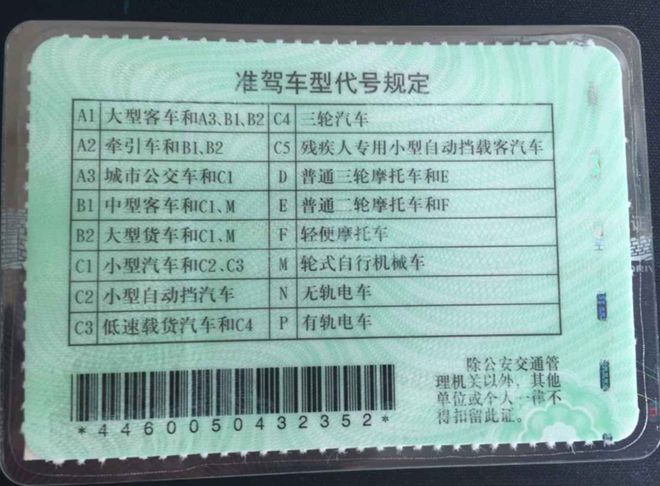 准驾车型代号规定
A1 大型客车和A3、B1、B2 C4 三轮汽车
A2 牵引车和B1、B2 C5 残疾人专用小型自动挡载客汽车
A3 城市公交车和C1 D 普通三轮摩托车和E
B1 中型客车和C1、M E 普通二轮摩托车和F
B2 大型货车和C1、M F 轻便摩托车
C1 小型汽车和C2、C3 M 轮式自行机械车
C2 小型自动挡汽车 N 无轨电车
C3 低速载货汽车和C4 P 有轨电车
除公安交通管
理机关以外，其他
单位或个人一律不
得扣留此证。
*4460050432352*